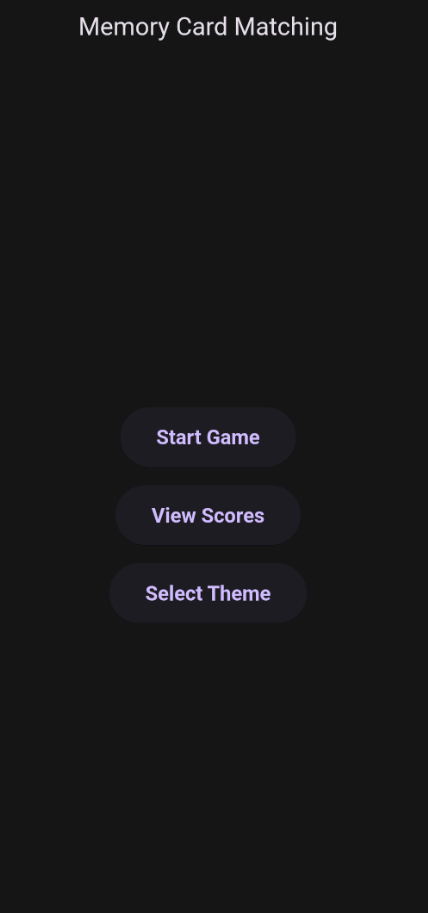 Memory Card Matching
Start Game
View Scores
Select Theme